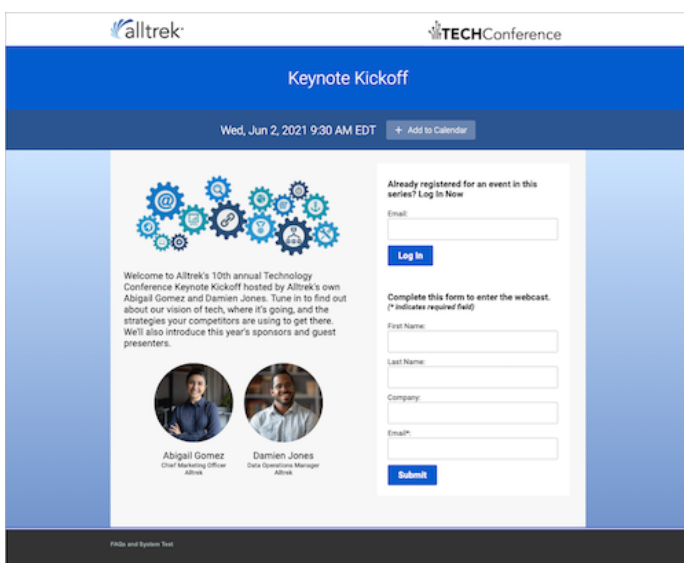 alltrek
TECHConference
Keynote Kickoff
Wed, Jun 2, 2021 9:30 AM EDT
+ Add to Calendar
Welcome to Alltrek's 10th annual Technology
Conference Keynote Kickoff hosted by Alltrek's own
Abigail Gomez and Damien Jones. Tune in to find out
about our vision of tech, where it's going, and the
strategies your competitors are using to get there.
We'll also introduce this year's sponsors and guest
presenters.
Abigail Gomez
Chief Marketing Officer
Alltrek
Damien Jones
Data Operations Manager
Alltrek
Already registered for an event in this
series? Log In Now
Email:
Log In
Complete this form to enter the webcast.
(* indicates required field)
First Name:
Last Name:
Company:
Email*:
Submit
FAQs and System Test